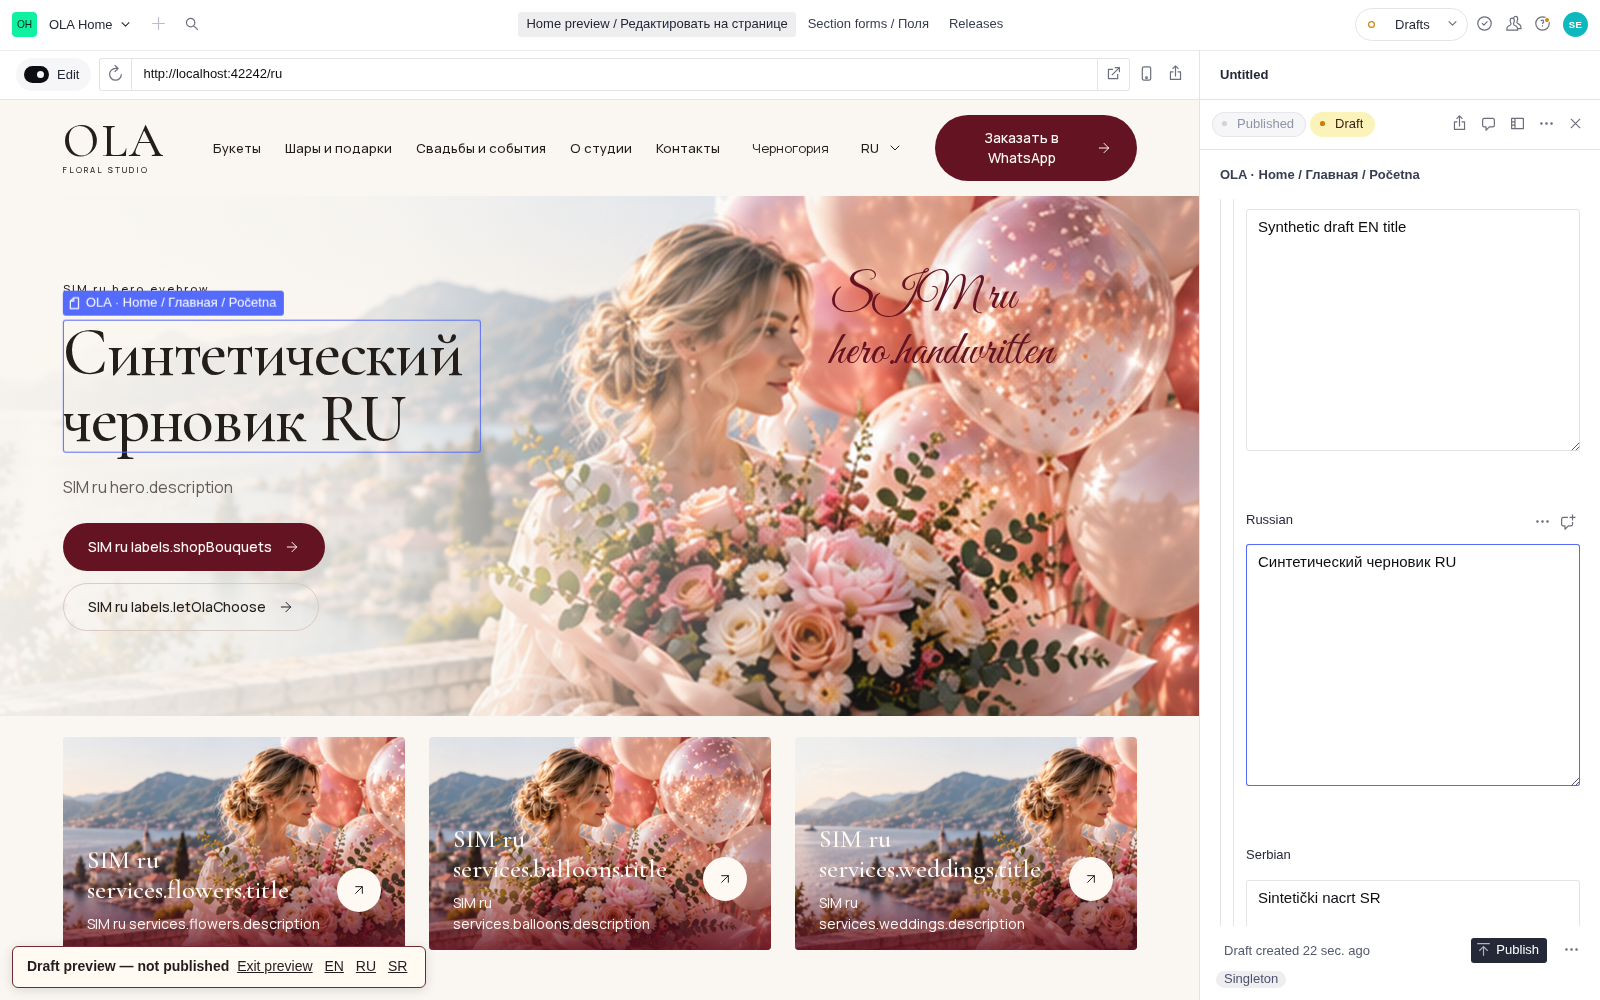 OH OLA Home Home preview / Редактировать на странице Section forms / Поля Releases Drafts SE
Edit http://localhost:42242/ru
OLA
FLORAL STUDIO
Букеты Шары и подарки Свадьбы и события О студии Контакты Черногория RU
Заказать в
WhatsApp
SIM ru hero.eyebrow
OLA · Home / Главная / Početna
Синтетический
черновик RU
SIM ru
hero.handwritten
SIM ru hero.description
SIM ru labels.shopBouquets
SIM ru labels.letOlaChoose
SIM ru
services.flowers.title
SIM ru services.flowers.description
SIM ru
services.balloons.title
SIM ru
services.balloons.description
SIM ru
services.weddings.title
SIM ru
services.weddings.description
Draft preview — not published Exit preview EN RU SR
Untitled
Published Draft
OLA · Home / Главная / Početna
Synthetic draft EN title
Russian
Синтетический черновик RU
Serbian
Sintetički nacrt SR
Draft created 22 sec. ago Publish
Singleton